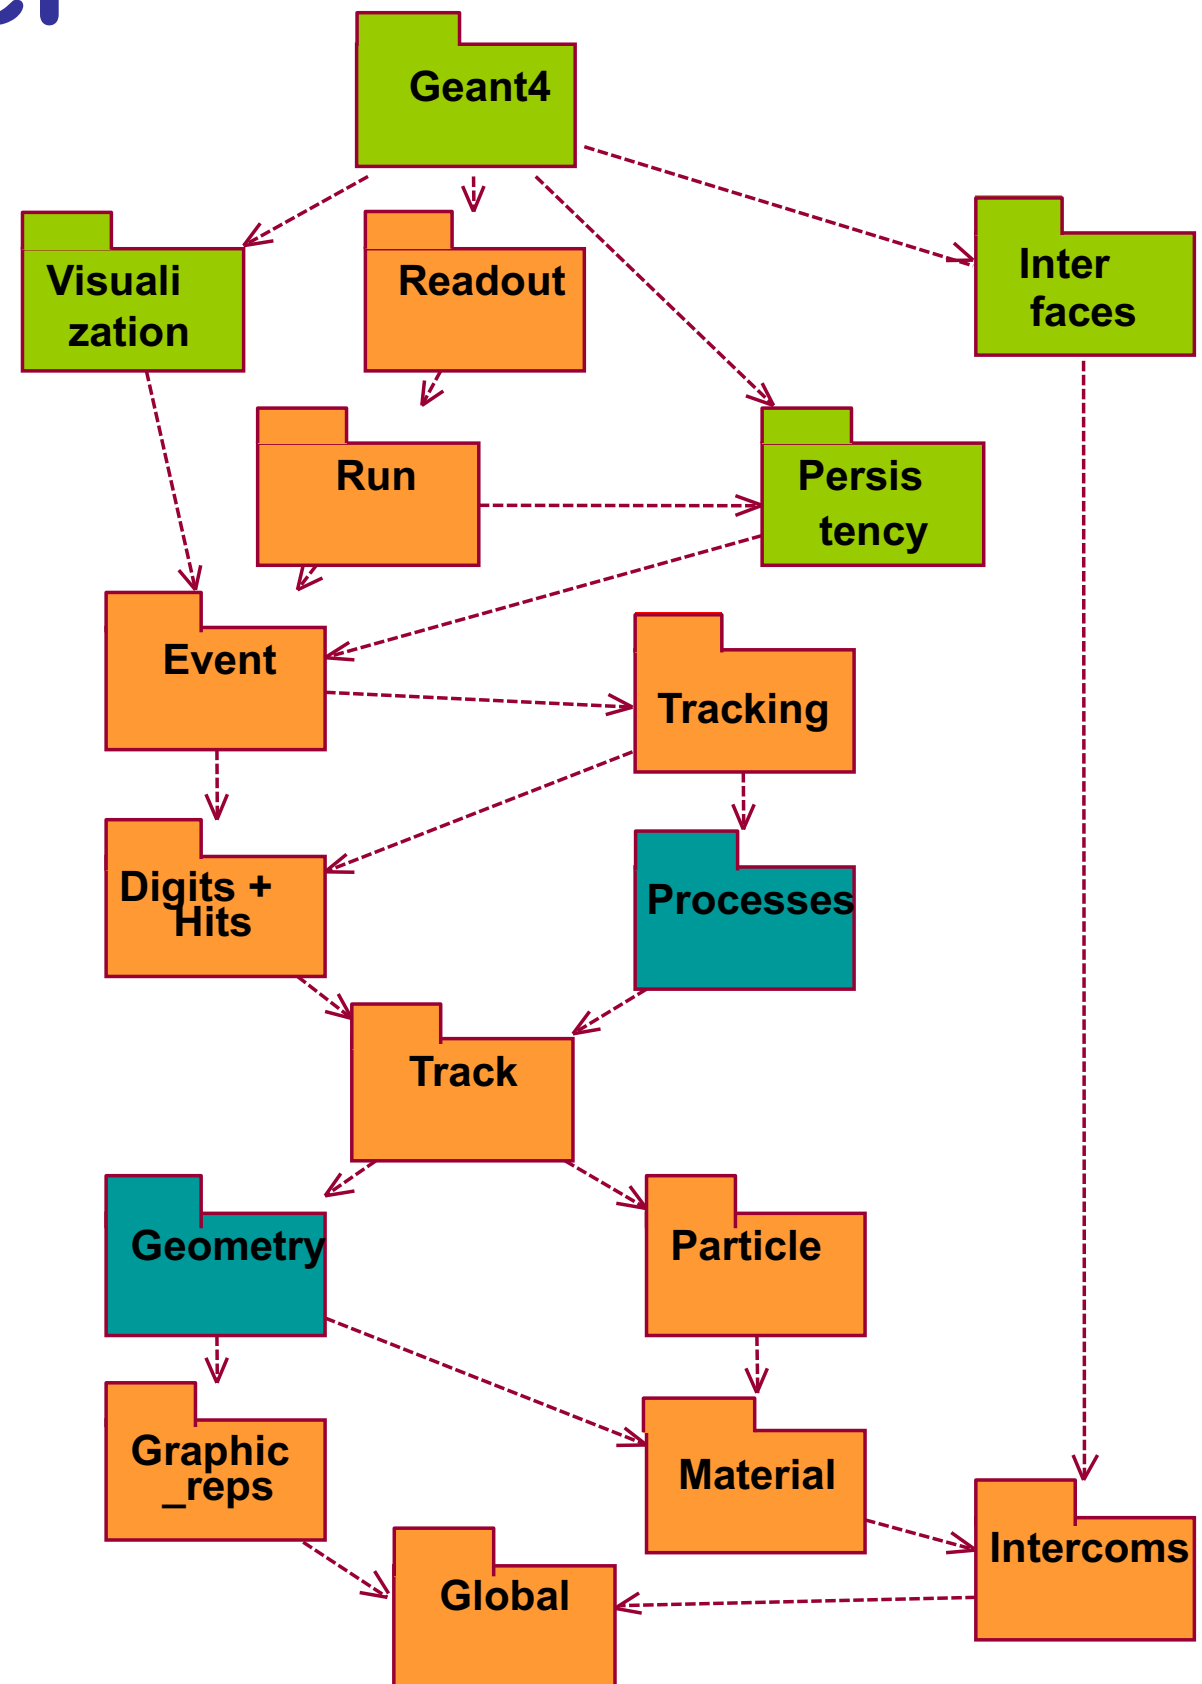 Geant4
Visuali
zation
Readout
Inter
faces
Run
Persis
tency
Event
Tracking
Digits +
Hits
Processes
Track
Geometry
Particle
Graphic
_reps
Material
Intercoms
Global